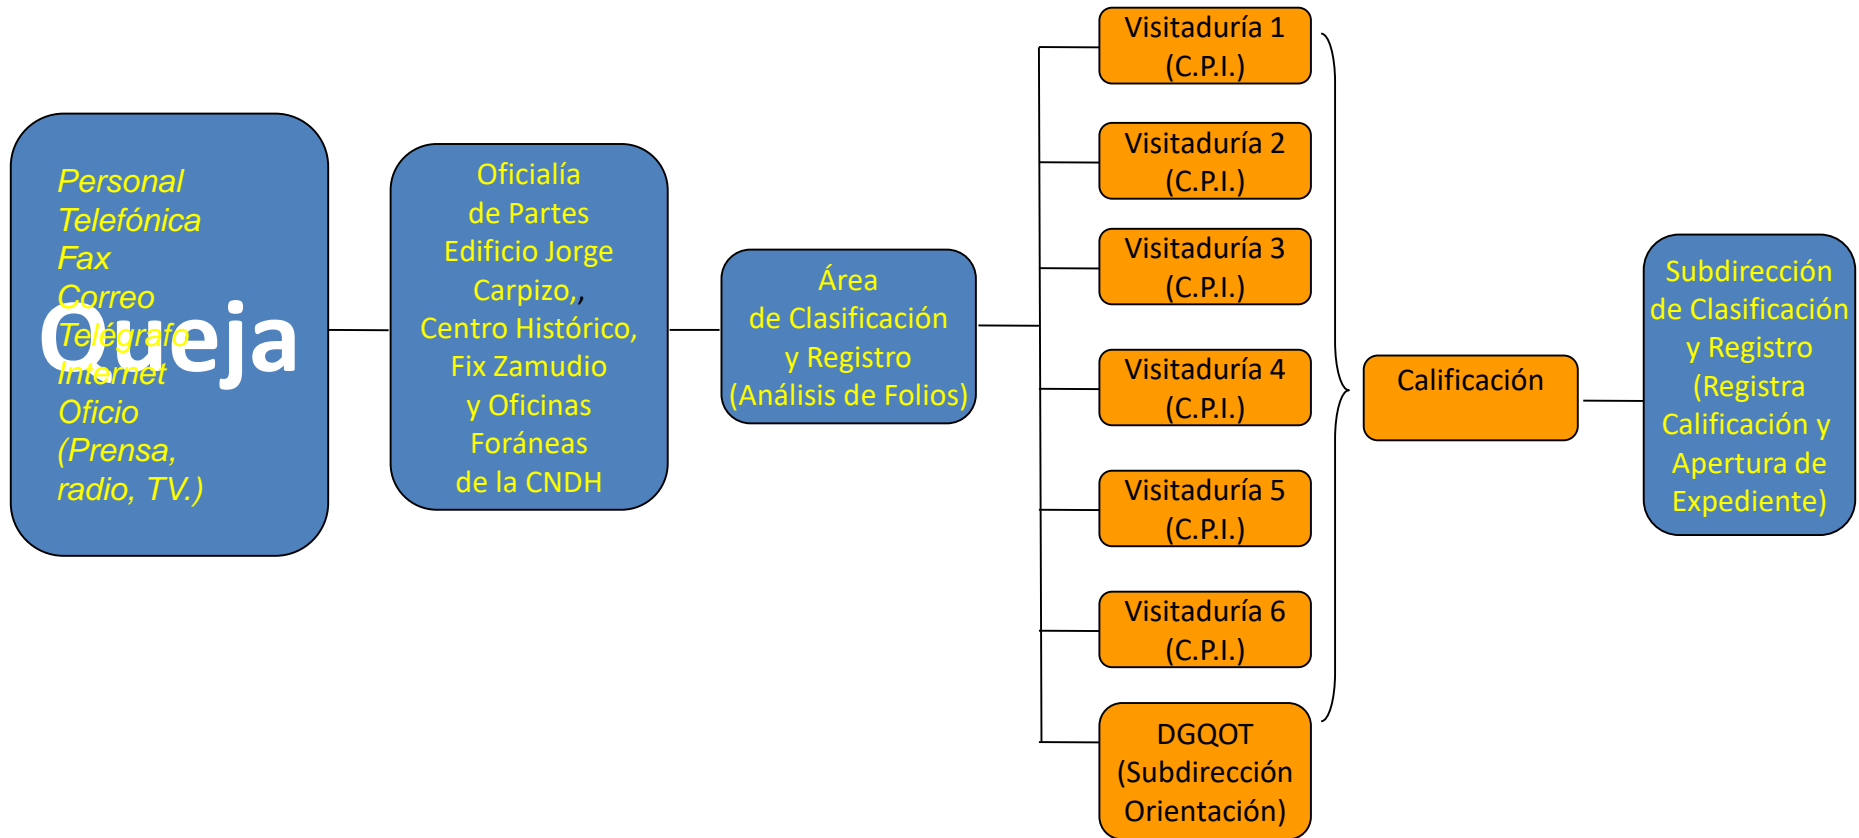 Queja
Personal
Telefónica
Fax
Correo
Telégrafo
Internet
Oficio
(Prensa,
radio, TV.)
Oficialía
de Partes
Edificio Jorge
Carpizo,,
Centro Histórico,
Fix Zamudio
y Oficinas
Foráneas
de la CNDH
Área
de Clasificación
y Registro
(Análisis de Folios)
Visitaduría 1
(C.P.I.)
Visitaduría 2
(C.P.I.)
Visitaduría 3
(C.P.I.)
Visitaduría 4
(C.P.I.)
Visitaduría 5
(C.P.I.)
Visitaduría 6
(C.P.I.)
DGQOT
(Subdirección
Orientación)
Calificación
Subdirección
de Clasificación
y Registro
(Registra
Calificación y
Apertura de
Expediente)